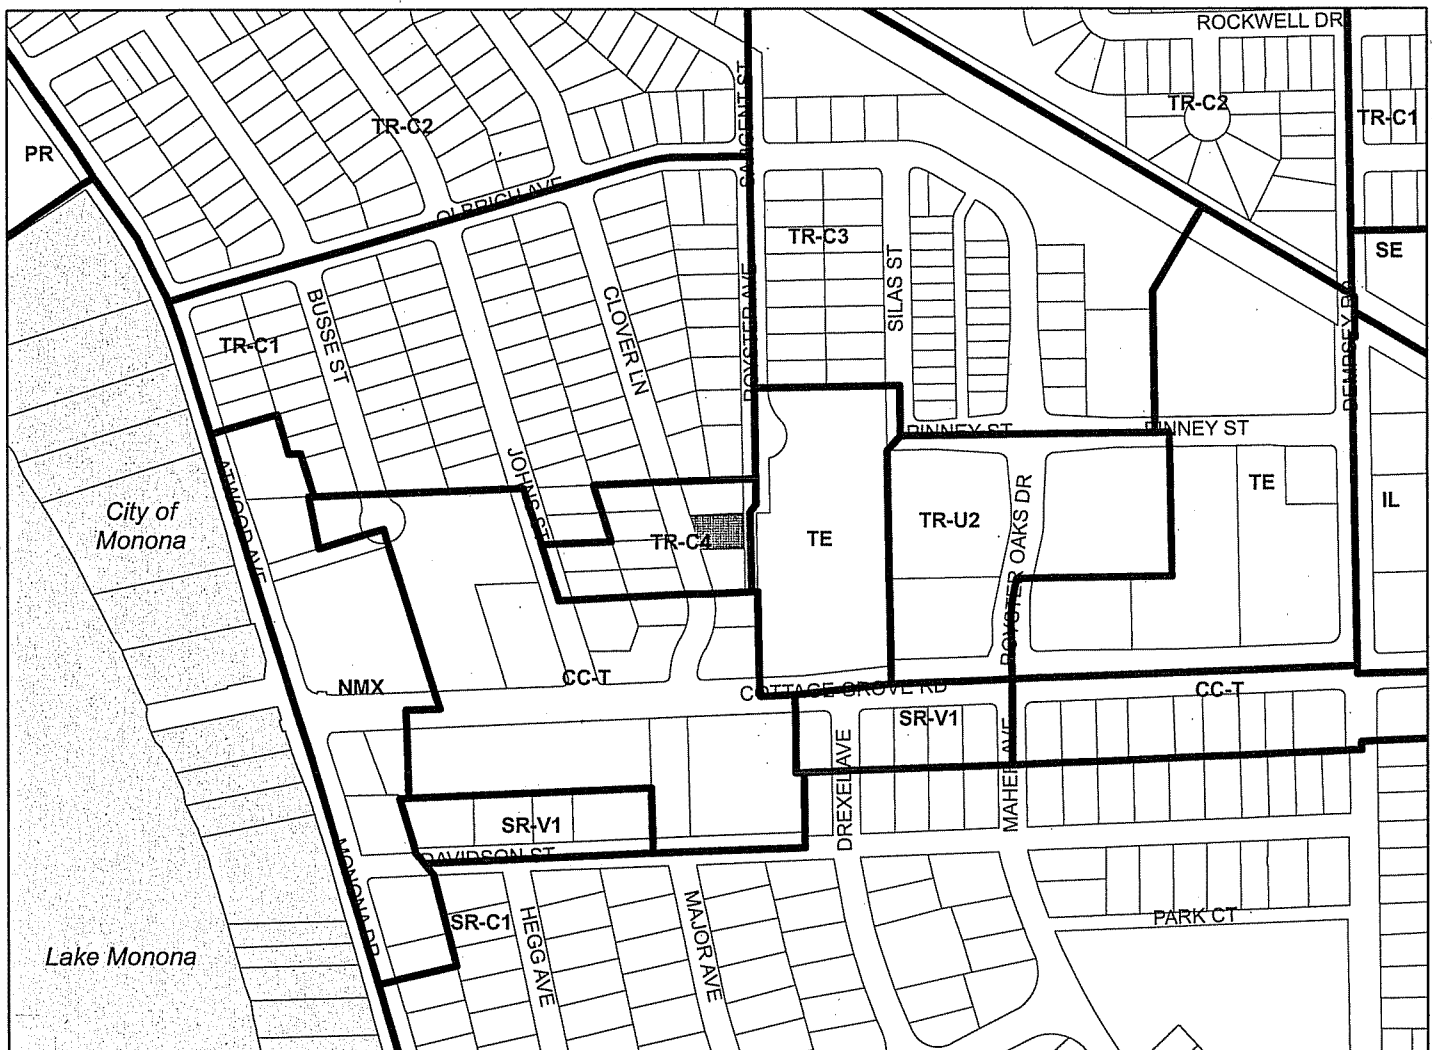 ROCKWELL DR
TR-C2
TR-C2
TR-C1
PR
SARGENT ST
OLBRICH AVE
TR-C3
SE
SILAS ST
BUSSE ST
CLOVER LN
ROYSTER AVE
DEMPSEY RD
TR-C1
PINNEY ST
PINNEY ST
JOHNS ST
ATWOOD AVE
TE
IL
City of
Monona
TR-C4
TE
TR-U2
ROYSTER OAKS DR
NMX
CC-T
COTTAGE GROVE RD
CC-T
SR-V1
DREXEL AVE
MAHER AVE
SR-V1
DAVIDSON ST
MONONA DR
SR-C1
HEGG AVE
MAJOR AVE
PARK CT
Lake Monona